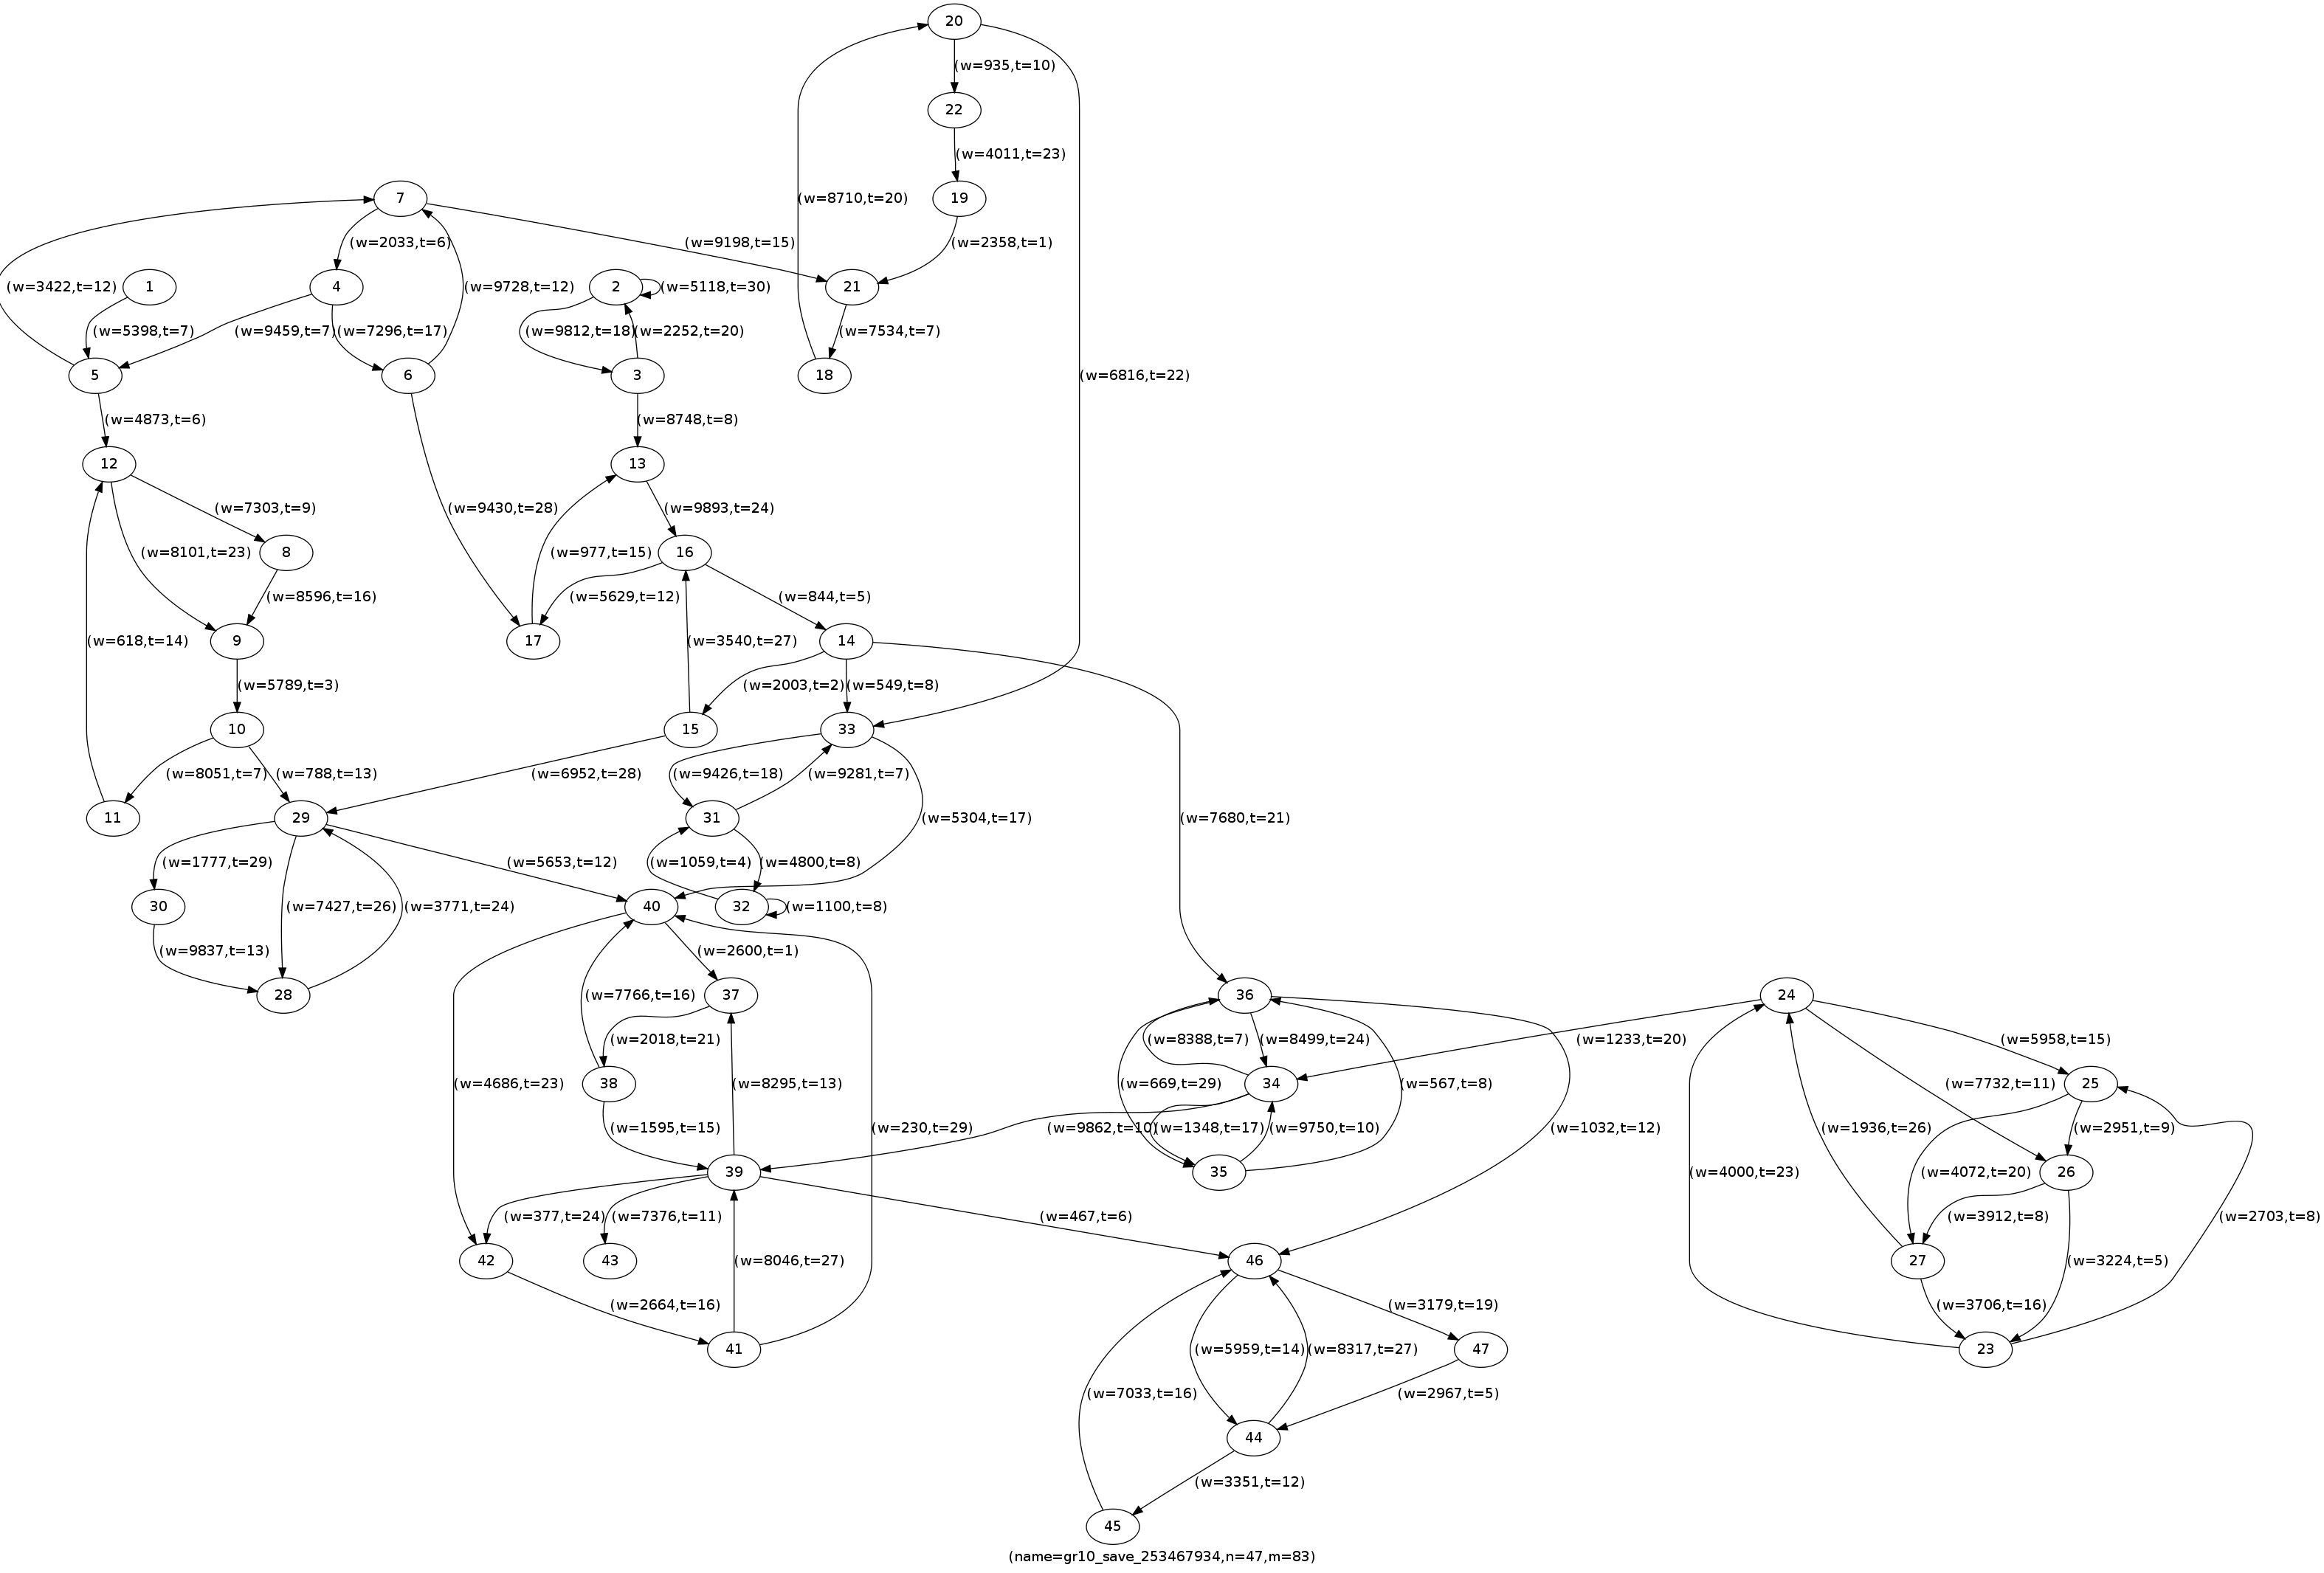 20
(w=935,t=10)
22
(w=4011,t=23)
7
(w=8710,t=20)
19
(w=2033,t=6)
(w=9198,t=15)
(w=2358,t=1)
(w=3422,t=12)
1
4
(w=9728,t=12)
2
(w=5118,t=30)
21
(w=5398,t=7)
(w=9459,t=7)
(w=7296,t=17)
(w=9812,t=18)
(w=2252,t=20)
(w=7534,t=7)
5
6
3
18
(w=6816,t=22)
(w=4873,t=6)
(w=8748,t=8)
12
13
(w=7303,t=9)
(w=9430,t=28)
(w=9893,t=24)
(w=8101,t=23)
8
(w=977,t=15)
16
(w=8596,t=16)
(w=5629,t=12)
(w=844,t=5)
(w=618,t=14)
9
17
(w=3540,t=27)
14
(w=5789,t=3)
(w=2003,t=2)
(w=549,t=8)
10
15
33
(w=8051,t=7)
(w=788,t=13)
(w=6952,t=28)
(w=9426,t=18)
(w=9281,t=7)
11
29
31
(w=5304,t=17)
(w=7680,t=21)
(w=1777,t=29)
(w=5653,t=12)
(w=1059,t=4)
(w=4800,t=8)
30
(w=7427,t=26)
(w=3771,t=24)
40
32
(w=1100,t=8)
(w=9837,t=13)
(w=2600,t=1)
28
(w=7766,t=16)
37
36
24
(w=2018,t=21)
(w=8388,t=7)
(w=8499,t=24)
(w=1233,t=20)
(w=5958,t=15)
(w=4686,t=23)
38
(w=8295,t=13)
(w=669,t=29)
34
(w=567,t=8)
(w=7732,t=11)
25
(w=1595,t=15)
(w=230,t=29)
(w=9862,t=10)
(w=1348,t=17)
(w=9750,t=10)
(w=1032,t=12)
(w=1936,t=26)
(w=2951,t=9)
39
35
(w=4000,t=23)
(w=4072,t=20)
26
(w=377,t=24)
(w=7376,t=11)
(w=467,t=6)
(w=3912,t=8)
(w=2703,t=8)
42
43
(w=8046,t=27)
46
27
(w=3224,t=5)
(w=2664,t=16)
(w=3179,t=19)
(w=3706,t=16)
41
(w=5959,t=14)
(w=8317,t=27)
47
23
(w=7033,t=16)
(w=2967,t=5)
44
(w=3351,t=12)
45
(name=gr10_save_253467934,n=47,m=83)